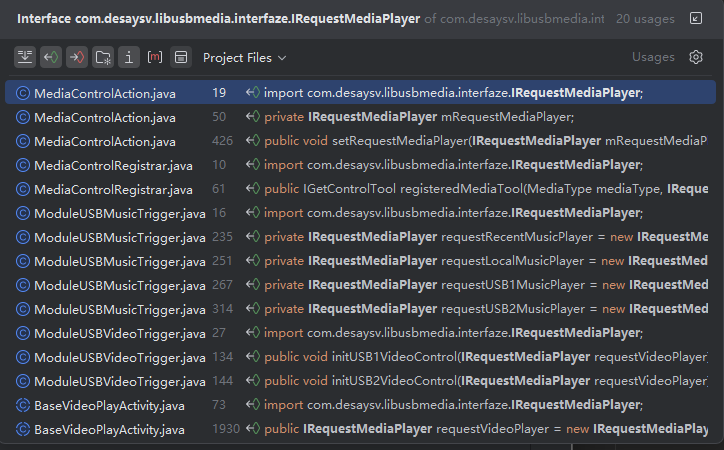 Interface com.desaysv.libusbmedia.interfaze.IRequestMediaPlayer of com.desaysv.libusbmedia.int 20 usages
Project Files Usages
MediaControlAction.java 19 import com.desaysv.libusbmedia.interfaze.IRequestMediaPlayer;
MediaControlAction.java 50 private IRequestMediaPlayer mRequestMediaPlayer;
MediaControlAction.java 426 public void setRequestMediaPlayer(IRequestMediaPlayer mRequestMediaP
MediaControlRegistrar.java 10 import com.desaysv.libusbmedia.interfaze.IRequestMediaPlayer;
MediaControlRegistrar.java 61 public IGetControlTool registeredMediaTool(MediaType mediaType, IReque
ModuleUSBMusicTrigger.java 16 import com.desaysv.libusbmedia.interfaze.IRequestMediaPlayer;
ModuleUSBMusicTrigger.java 235 private IRequestMediaPlayer requestRecentMusicPlayer = new IRequestMe
ModuleUSBMusicTrigger.java 251 private IRequestMediaPlayer requestLocalMusicPlayer = new IRequestMed
ModuleUSBMusicTrigger.java 267 private IRequestMediaPlayer requestUSB1MusicPlayer = new IRequestMed
ModuleUSBMusicTrigger.java 314 private IRequestMediaPlayer requestUSB2MusicPlayer = new IRequestMed
ModuleUSBVideoTrigger.java 27 import com.desaysv.libusbmedia.interfaze.IRequestMediaPlayer;
ModuleUSBVideoTrigger.java 134 public void initUSB1VideoControl(IRequestMediaPlayer requestVideoPlayer)
ModuleUSBVideoTrigger.java 144 public void initUSB2VideoControl(IRequestMediaPlayer requestVideoPlayer)
BaseVideoPlayActivity.java 73 import com.desaysv.libusbmedia.interfaze.IRequestMediaPlayer;
BaseVideoPlayActivity.java 1930 public IRequestMediaPlayer requestVideoPlayer = new IRequestMediaPlay